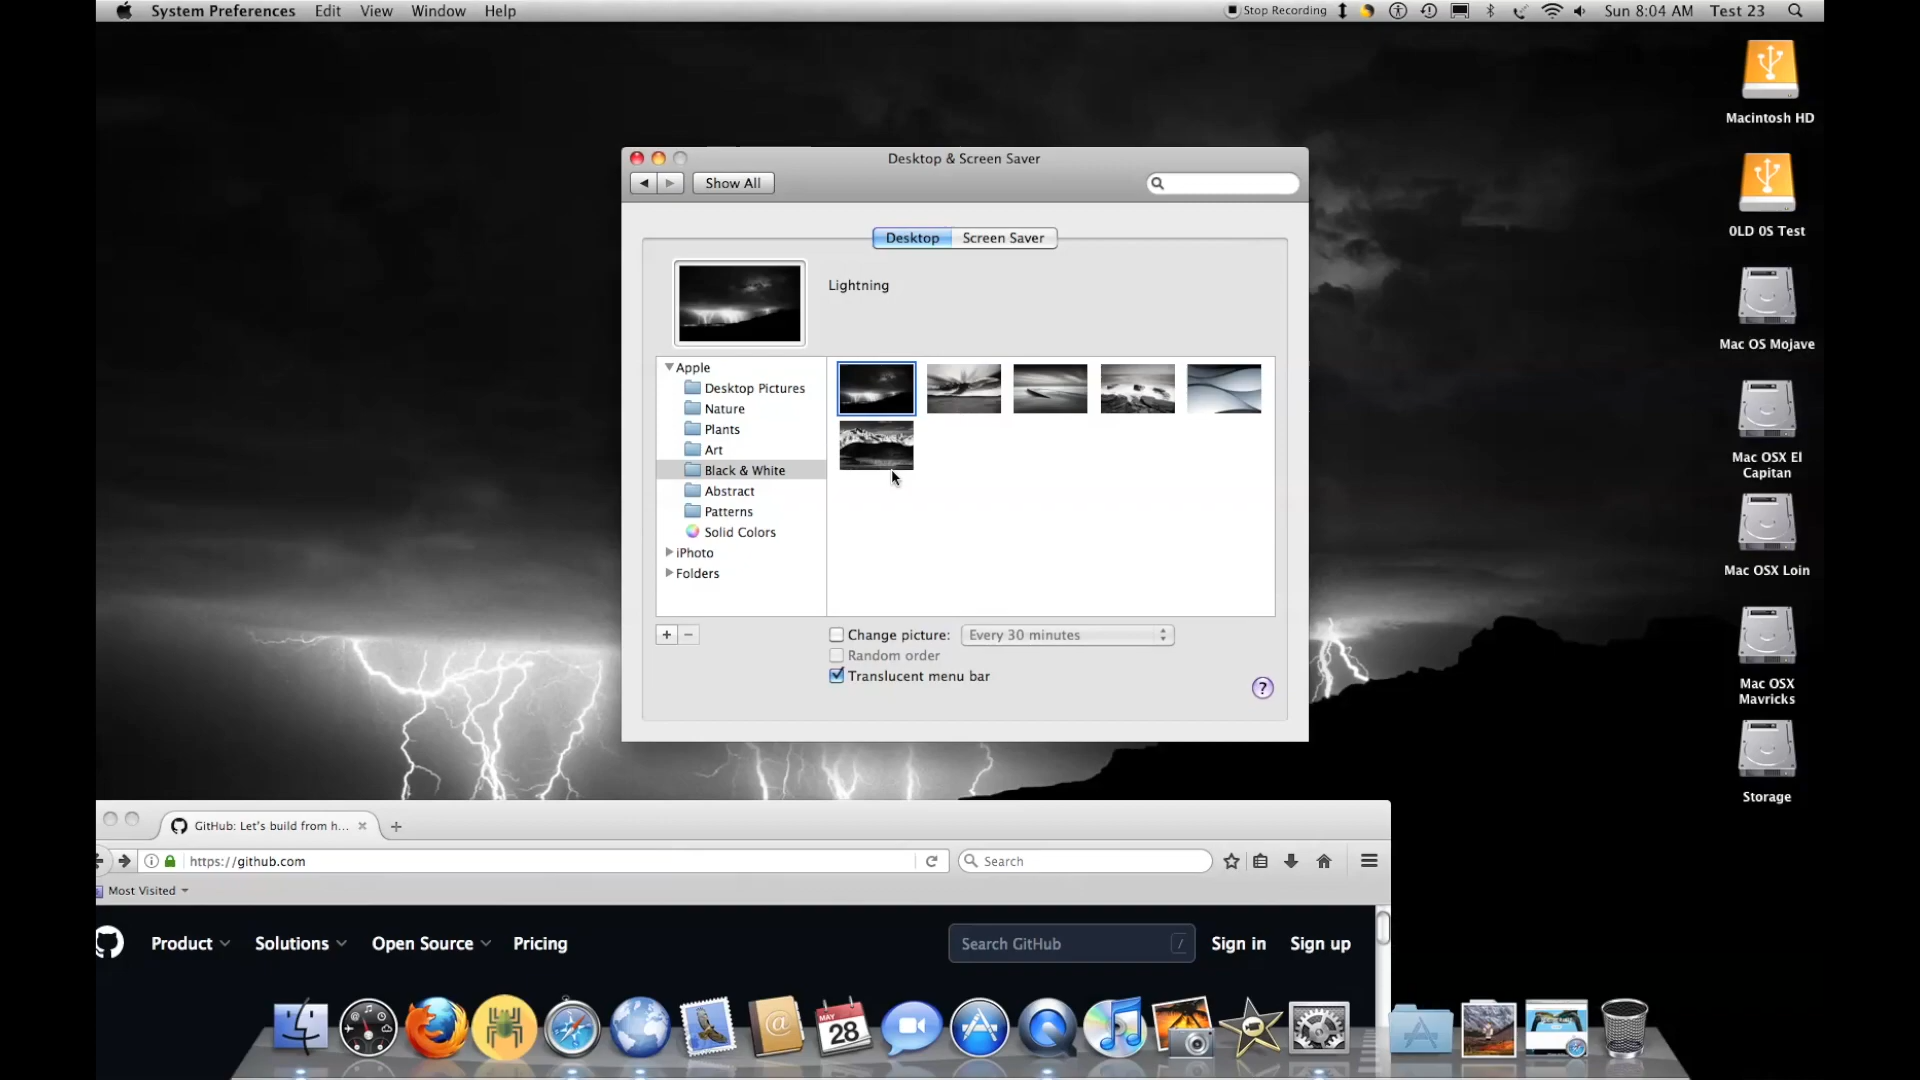 System Preferences Edit View Window Help
Stop Recording Sun 8:04 AM Test 23
Macintosh HD
0LD 0S Test
Mac OS Mojave
Mac OSX El
Capitan
Mac OSX Loin
Mac OSX
Mavricks
Storage
Desktop & Screen Saver
Show All
Desktop Screen Saver
Lightning
Apple
Desktop Pictures
Nature
Plants
Art
Black & White
Abstract
Patterns
Solid Colors
iPhoto
Folders
+ −
Change picture: Every 30 minutes
Random order
Translucent menu bar
?
GitHub: Let's build from h...
https://github.com
Search
Most Visited
Product Solutions Open Source Pricing
Search GitHub /
Sign in Sign up
MAY
28